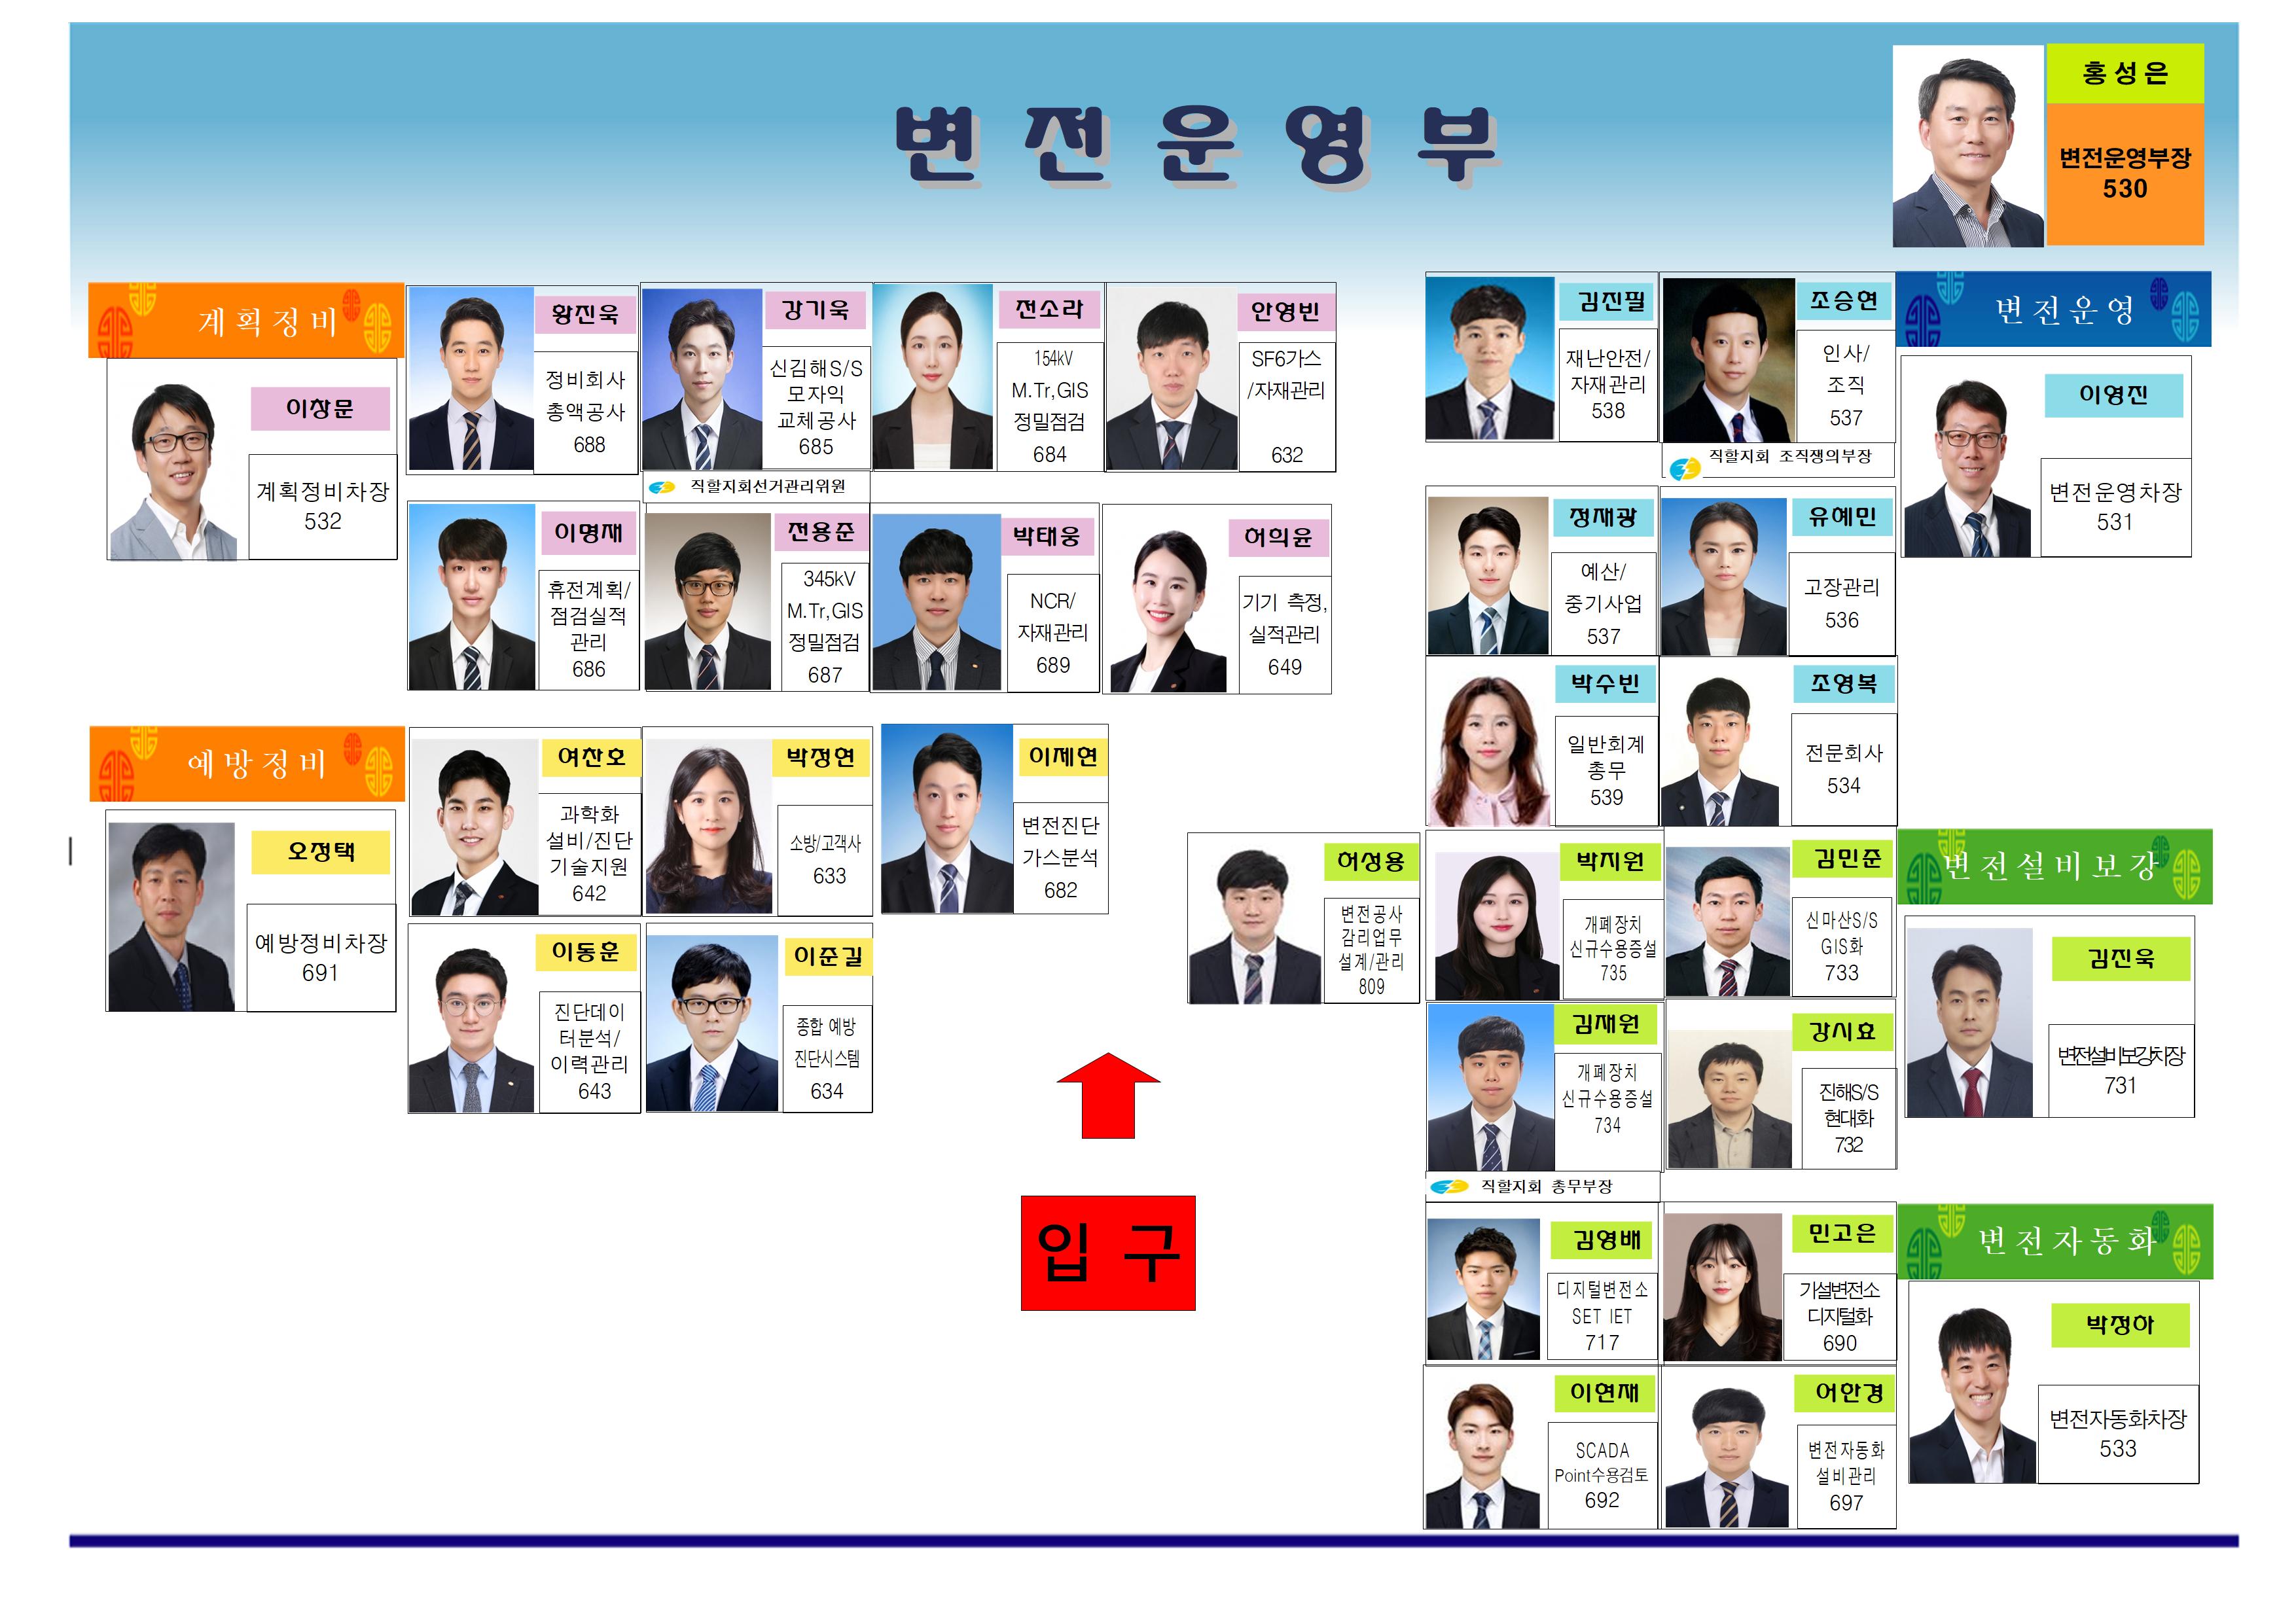 변전운영부
홍성은
변전운영부장
530
계획정비
이창문
계획정비차장
532
황진욱
정비회사
총액공사
688
강기욱
신김해S/S
모자익
교체공사
685
직할지회선거관리위원
전소라
154kV
M.Tr,GIS
정밀점검
684
안영빈
SF6가스
/자재관리
632
이명재
휴전계획/
점검실적
관리
686
전용준
345kV
M.Tr,GIS
정밀점검
687
박태웅
NCR/
자재관리
689
허의윤
기기 측정,
실적관리
649
예방정비
오정택
예방정비차장
691
여찬호
과학화
설비/진단
기술지원
642
박정연
소방/고객사
633
이제연
변전진단
가스분석
682
이동훈
진단데이
터분석/
이력관리
643
이준길
종합 예방
진단시스템
634
입 구
변전운영
이영진
변전운영차장
531
김진필
재난안전/
자재관리
538
조승연
인사/
조직
537
직할지회 조직쟁의부장
정재광
예산/
중기사업
537
유예민
고장관리
536
박수빈
일반회계
총무
539
조영복
전문회사
534
변전설비보강
김진욱
변전설비보강차장
731
허성용
변전공사
감리업무
설계/관리
809
박지원
개폐장치
신규수용증설
735
김민준
신마산S/S
GIS화
733
김재원
개폐장치
신규수용증설
734
직할지회 총무부장
강시효
진해S/S
현대화
732
변전자동화
박정하
변전자동화차장
533
김영배
디지털변전소
SET IET
717
민고은
가설변전소
디지털화
690
이현재
SCADA
Point수용검토
692
어한경
변전자동화
설비관리
697